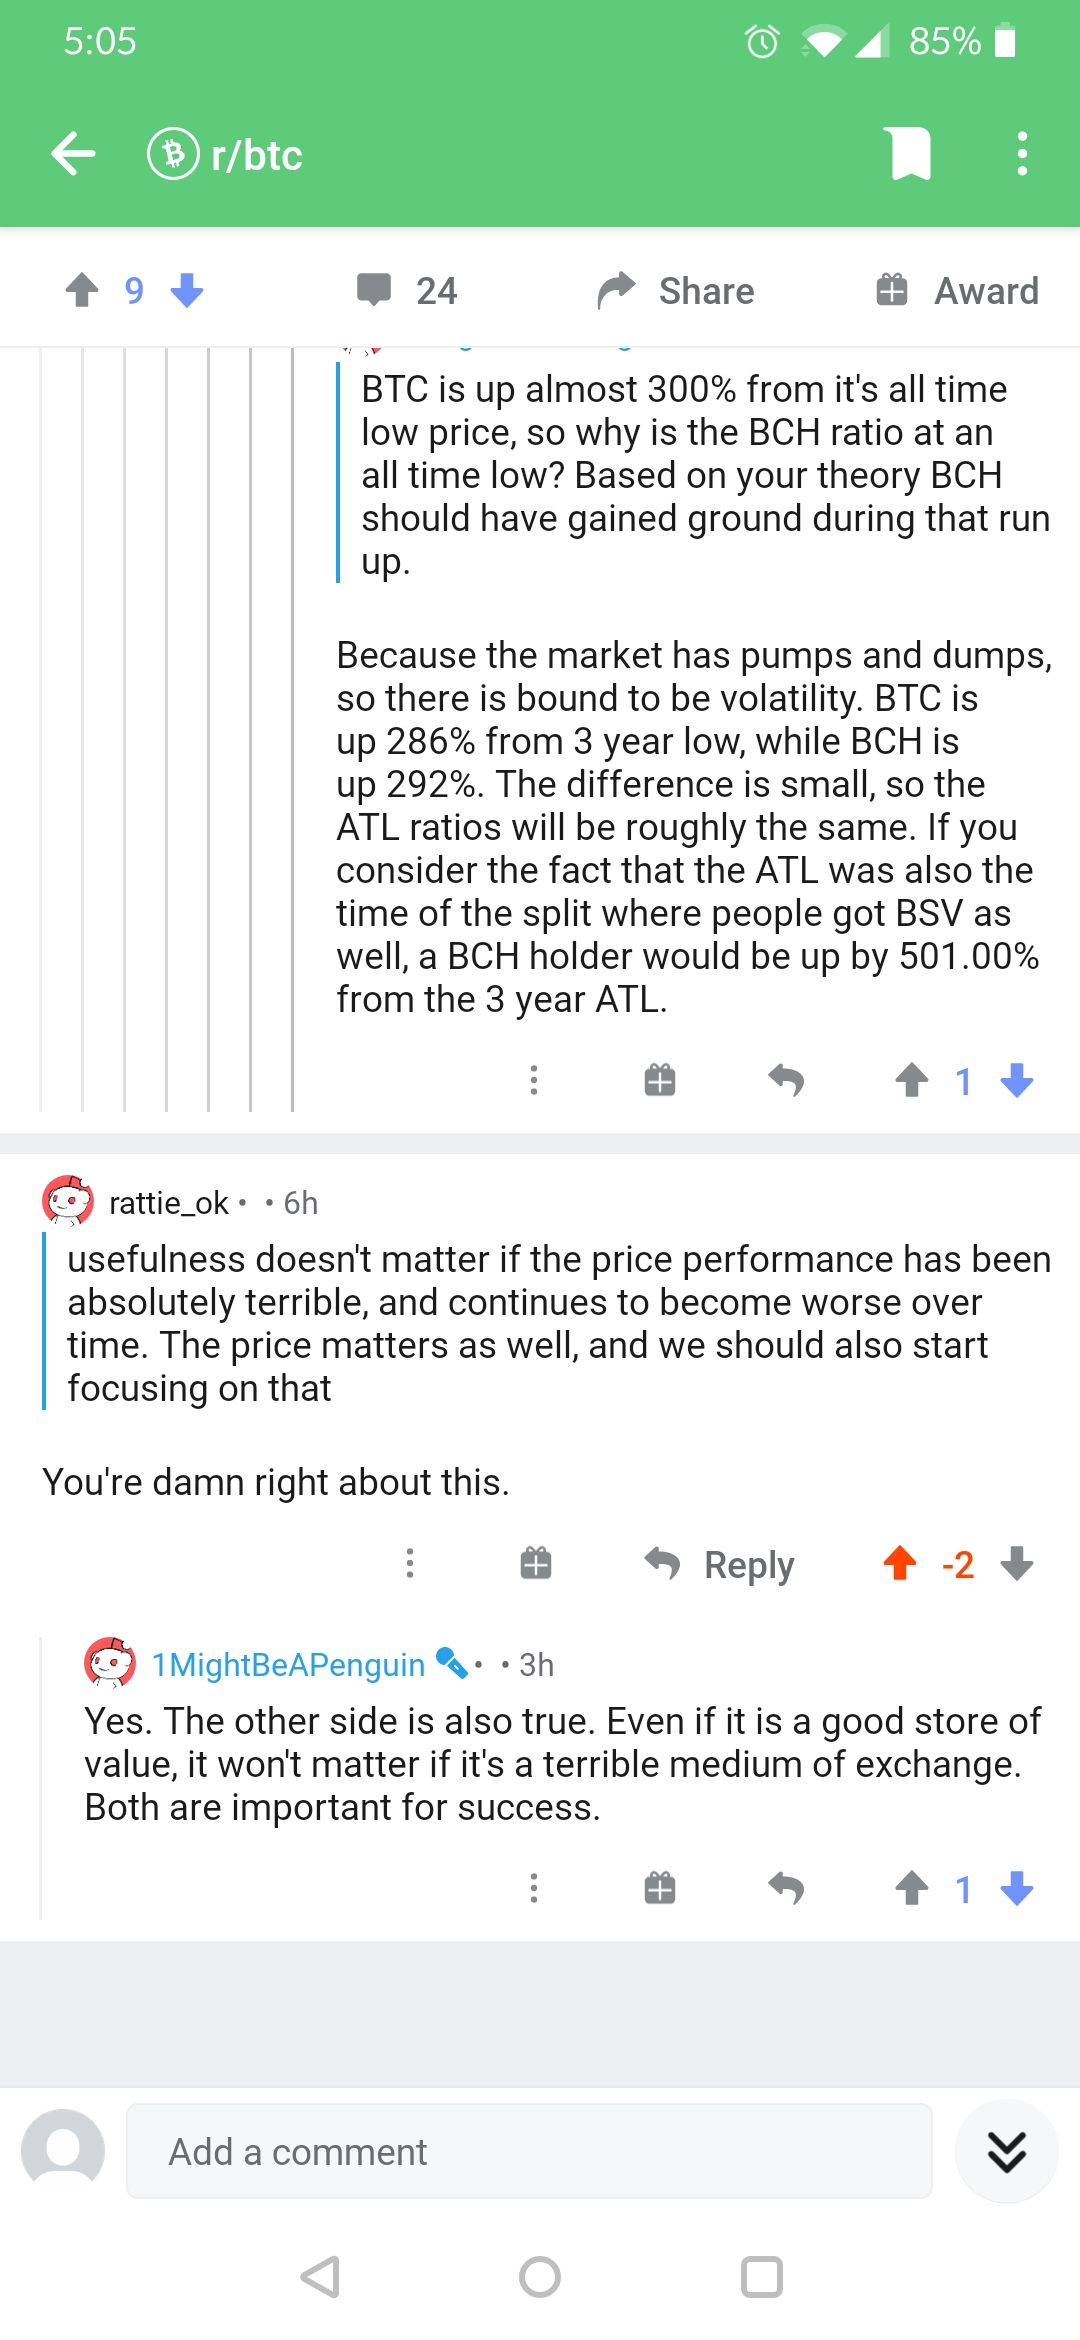 5:05
85%
r/btc
9
24
Share
Award
BTC is up almost 300% from it's all time
low price, so why is the BCH ratio at an
all time low? Based on your theory BCH
should have gained ground during that run
up.
Because the market has pumps and dumps,
so there is bound to be volatility. BTC is
up 286% from 3 year low, while BCH is
up 292%. The difference is small, so the
ATL ratios will be roughly the same. If you
consider the fact that the ATL was also the
time of the split where people got BSV as
well, a BCH holder would be up by 501.00%
from the 3 year ATL.
1
rattie_ok • • 6h
usefulness doesn't matter if the price performance has been
absolutely terrible, and continues to become worse over
time. The price matters as well, and we should also start
focusing on that
You're damn right about this.
Reply
-2
1MightBeAPenguin • • 3h
Yes. The other side is also true. Even if it is a good store of
value, it won't matter if it's a terrible medium of exchange.
Both are important for success.
1
Add a comment